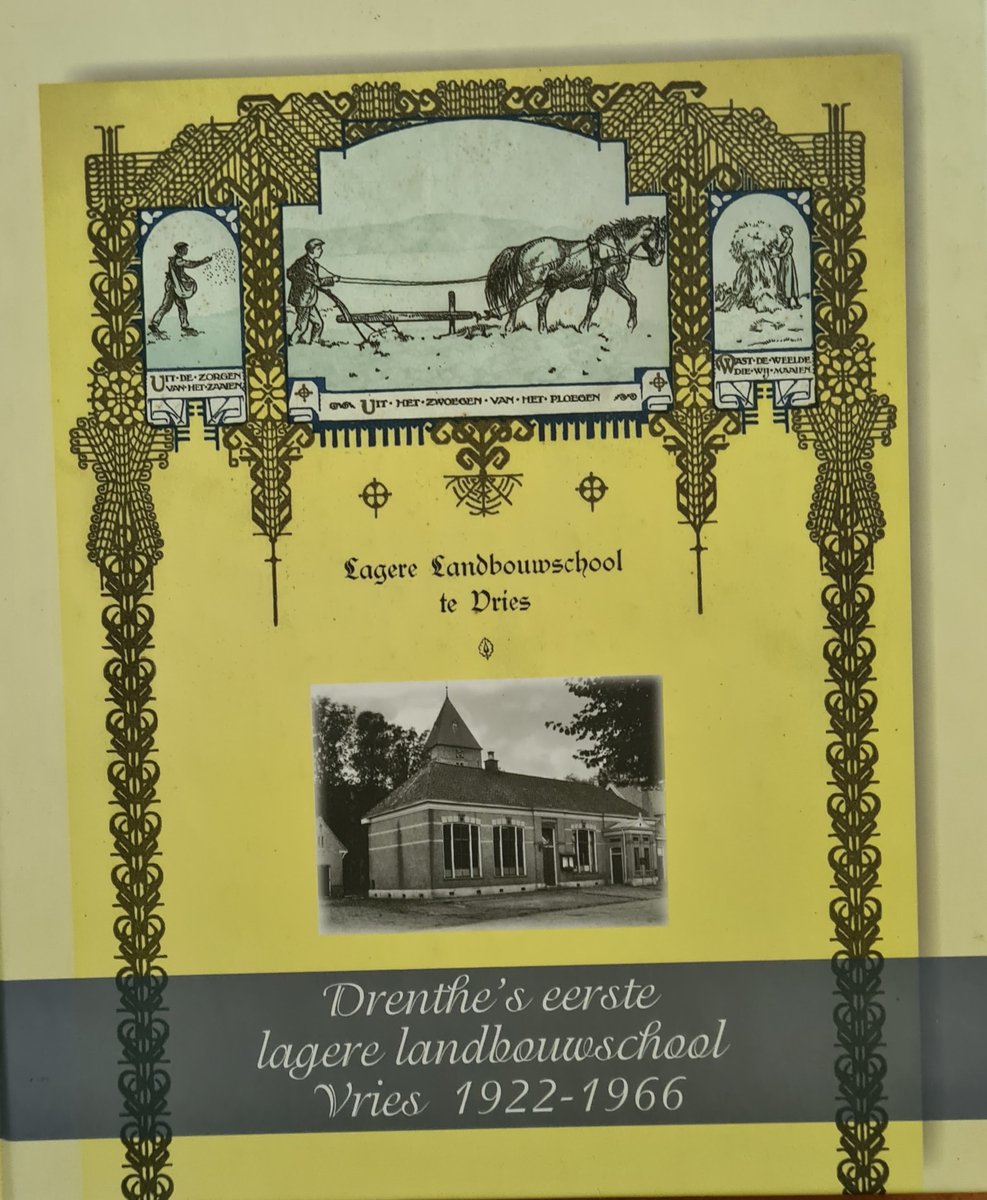 UIT·DE·ZORGEN
VAN·HET·ZAAIEN,
UIT·HET·ZWOEGEN·VAN·HET·PLOEGEN
WAST·DE·WEELDE
DIE·WIJ·MAAIEN.
Lagere Landbouwschool
te Vries
Drenthe's eerste
lagere landbouwschool
Vries 1922-1966